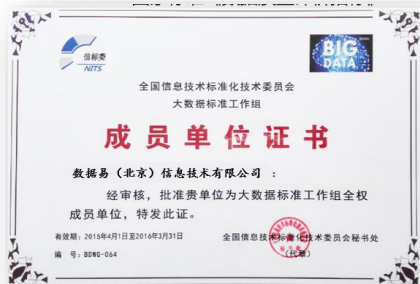 信标委
NITS
BIG
DATA
全国信息技术标准化技术委员会
大数据标准工作组
成员单位证书
数据易（北京）信息技术有限公司 ：
经审核，批准贵单位为大数据标准工作组全权
成员单位，特发此证。
有效期：2015年4月1日至2016年3月31日
全国信息技术标准化技术委员会秘书处
编 号：BDWG-064
（代章）